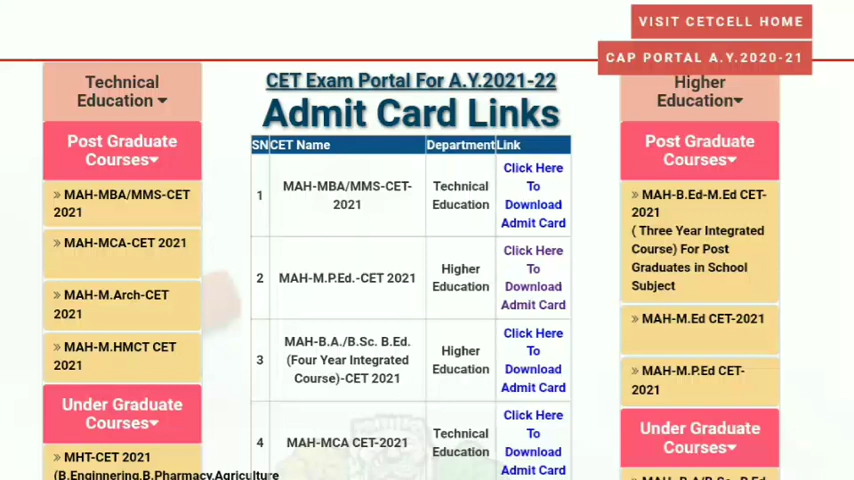 VISIT CETCELL HOME
CAP PORTAL A.Y.2020-21
Technical
Education
Post Graduate
Courses
» MAH-MBA/MMS-CET
2021
» MAH-MCA-CET 2021
» MAH-M.Arch-CET
2021
» MAH-M.HMCT CET
2021
Under Graduate
Courses
» MHT-CET 2021
(B.Enginnering,B.Pharmacy,Agriculture
CET Exam Portal For A.Y.2021-22
Admit Card Links
SN CET Name Department Link
1 MAH-MBA/MMS-CET-
2021
Technical
Education
Click Here
To
Download
Admit Card
2 MAH-M.P.Ed.-CET 2021
Higher
Education
Click Here
To
Download
Admit Card
3 MAH-B.A./B.Sc. B.Ed.
(Four Year Integrated
Course)-CET 2021
Higher
Education
Click Here
To
Download
Admit Card
4 MAH-MCA CET-2021
Technical
Education
Click Here
To
Download
Admit Card
Higher
Education
Post Graduate
Courses
» MAH-B.Ed-M.Ed CET-
2021
( Three Year Integrated
Course) For Post
Graduates in School
Subject
» MAH-M.Ed CET-2021
» MAH-M.P.Ed CET-
2021
Under Graduate
Courses